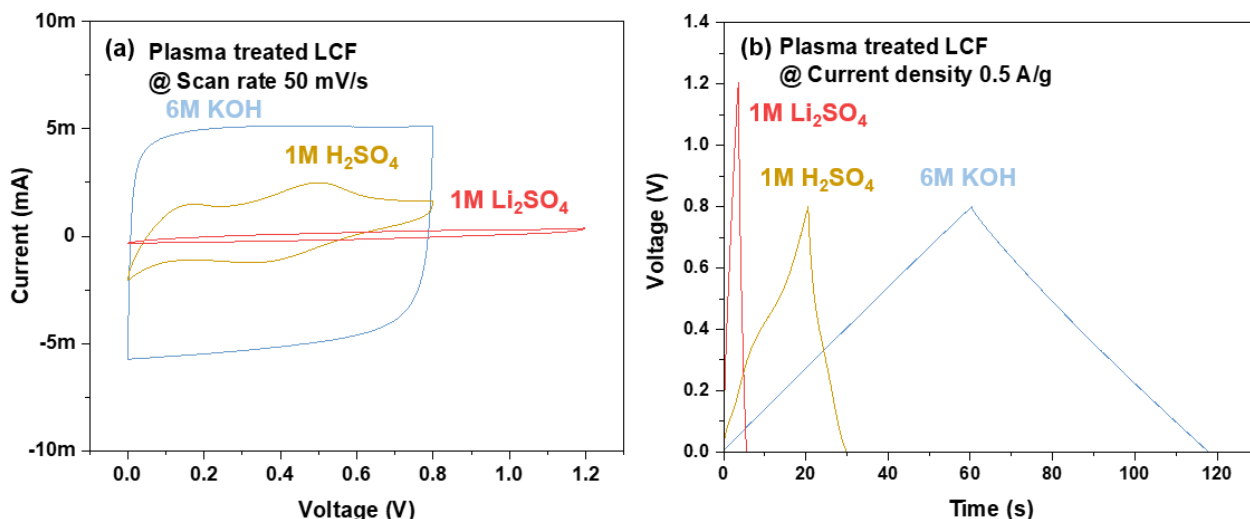 (a) Plasma treated LCF
@ Scan rate 50 mV/s
6M KOH
1M H₂SO₄
1M Li₂SO₄
10m
5m
0
-5m
-10m
Current (mA)
0.0 0.2 0.4 0.6 0.8 1.0 1.2
Voltage (V)
(b) Plasma treated LCF
@ Current density 0.5 A/g
1M Li₂SO₄
1M H₂SO₄
6M KOH
1.4
1.2
1.0
0.8
0.6
0.4
0.2
0.0
Voltage (V)
0 20 40 60 80 100 120
Time (s)